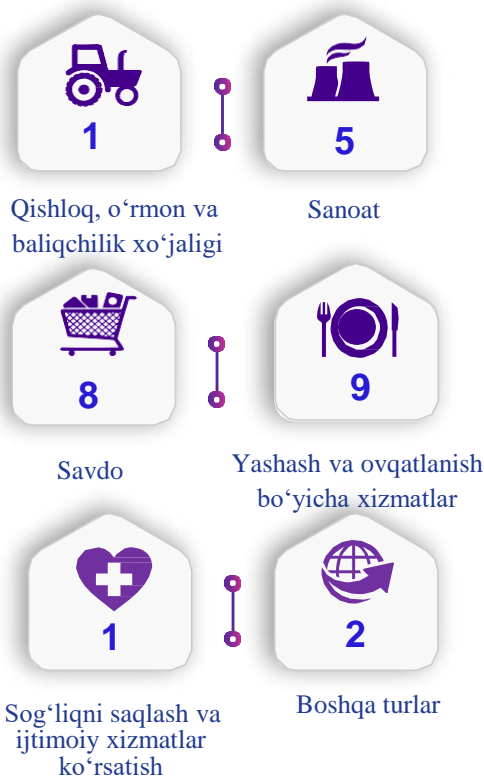 1
5
Qishloq, o‘rmon va
baliqchilik xo‘jaligi
Sanoat
8
9
Savdo
Yashash va ovqatlanish
bo‘yicha xizmatlar
1
2
Sog‘liqni saqlash va
ijtimoiy xizmatlar
ko‘rsatish
Boshqa turlar